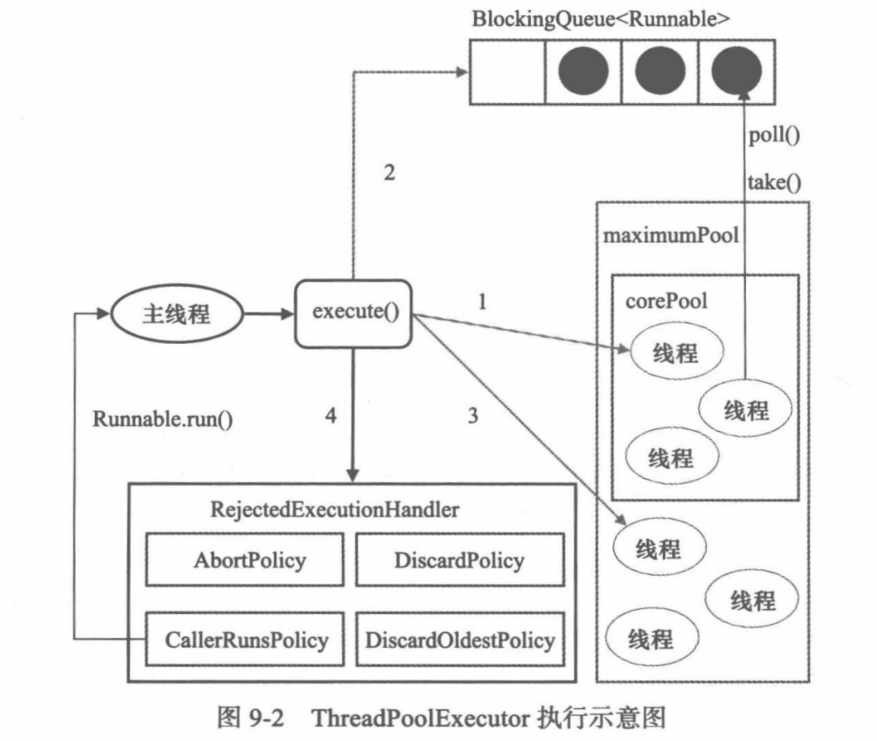 BlockingQueue<Runnable>
poll()
2
take()
maximumPool
corePool
主线程
execute()
1
线程
线程
Runnable.run()
4
3
线程
RejectedExecutionHandler
线程
AbortPolicy
DiscardPolicy
线程
CallerRunsPolicy
DiscardOldestPolicy
线程
图 9-2 ThreadPoolExecutor 执行示意图